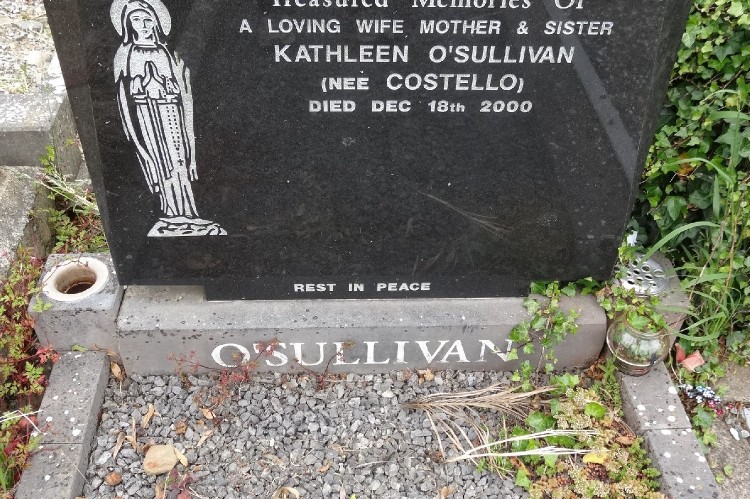 Treasured Memories Of
A LOVING WIFE MOTHER & SISTER
KATHLEEN O'SULLIVAN
(NEE COSTELLO)
DIED DEC 18th 2000
REST IN PEACE
O'SULLIVAN